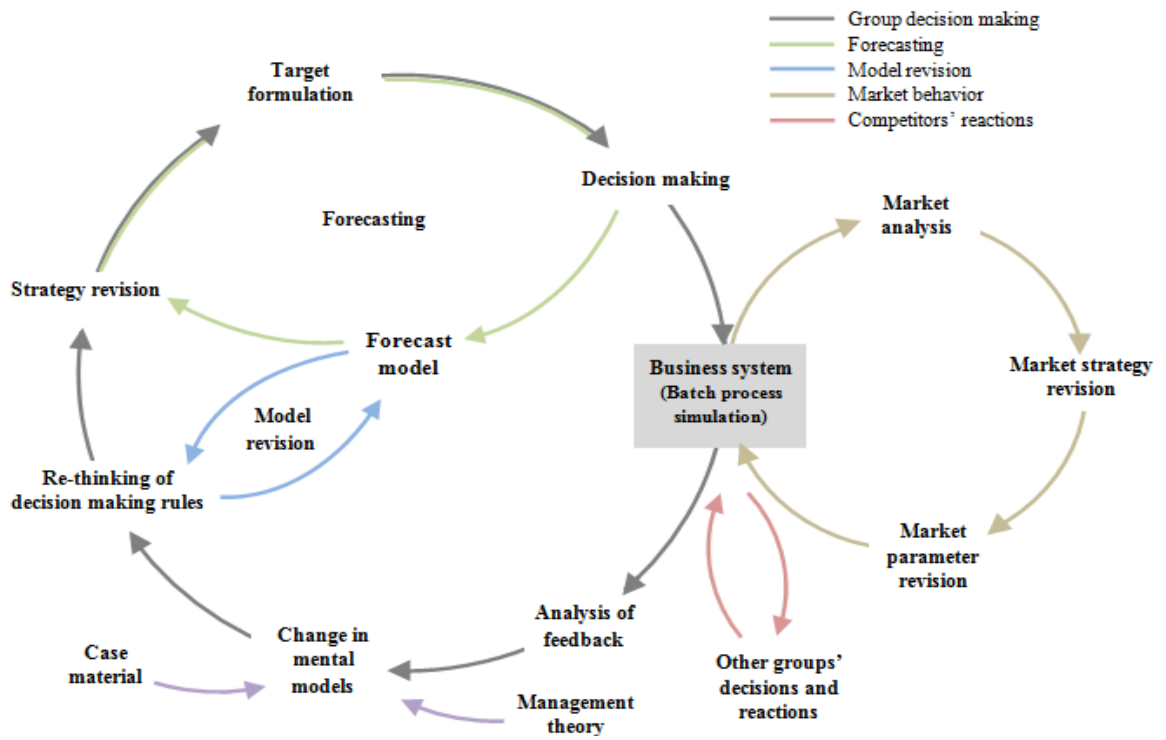 Group decision making
Forecasting
Model revision
Market behavior
Competitors' reactions
Target
formulation
Decision making
Forecasting
Market
analysis
Strategy revision
Forecast
model
Business system
(Batch process
simulation)
Market strategy
revision
Model
revision
Re-thinking of
decision making rules
Market
parameter
revision
Analysis of
feedback
Change in
mental
models
Case
material
Other groups'
decisions and
reactions
Management
theory